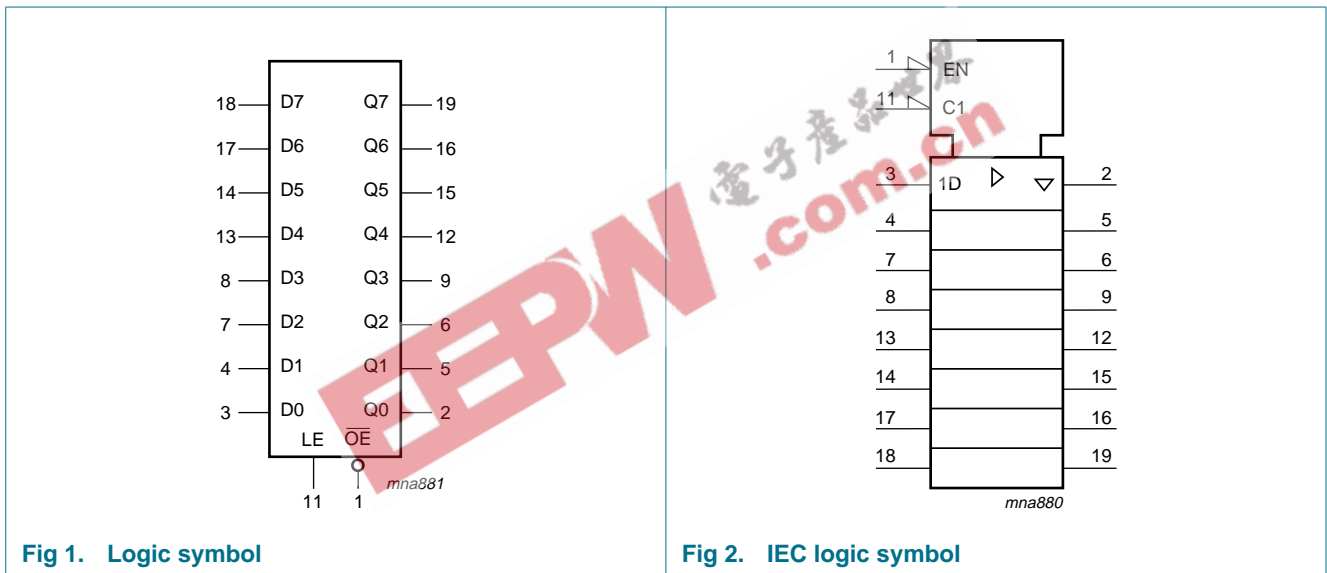 18 D7 Q7 19
17 D6 Q6 16
14 D5 Q5 15
13 D4 Q4 12
8 D3 Q3 9
7 D2 Q2 6
4 D1 Q1 5
3 D0 Q0 2
LE OE
11 1
mna881
Fig 1. Logic symbol
1 EN
11 C1
3 1D 2
4 5
7 6
8 9
13 12
14 15
17 16
18 19
mna880
Fig 2. IEC logic symbol
EEPW
電子產品世界
.com.cn